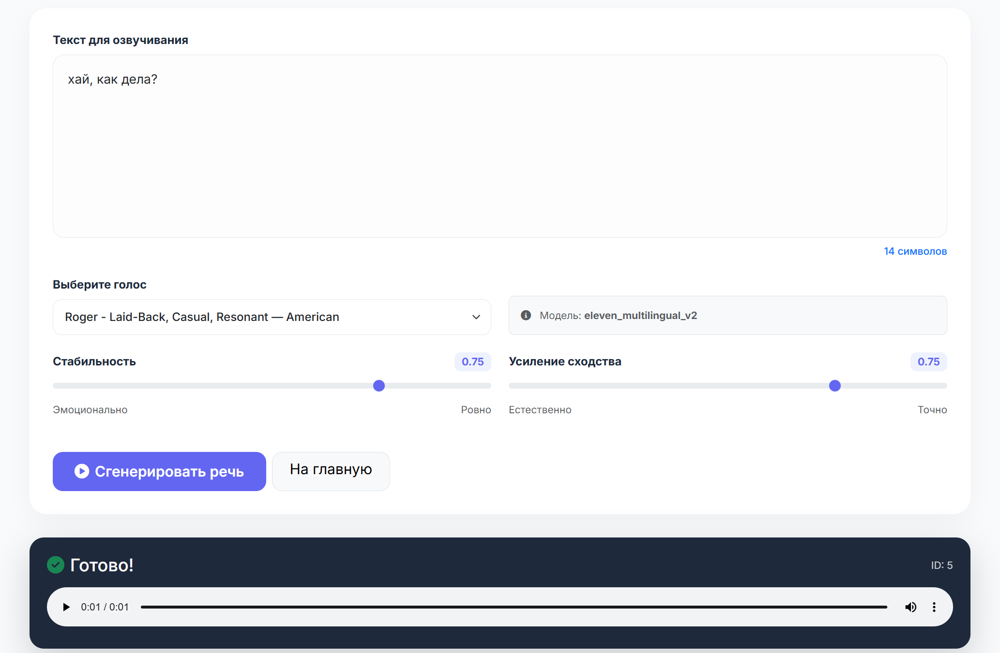 Текст для озвучивания
хай, как дела?
14 символов
Выберите голос
Roger - Laid-Back, Casual, Resonant — American
Модель: eleven_multilingual_v2
Стабильность
0.75
Усиление сходства
0.75
Эмоционально
Ровно
Естественно
Точно
Сгенерировать речь
На главную
Готово!
ID: 5
0:01 / 0:01